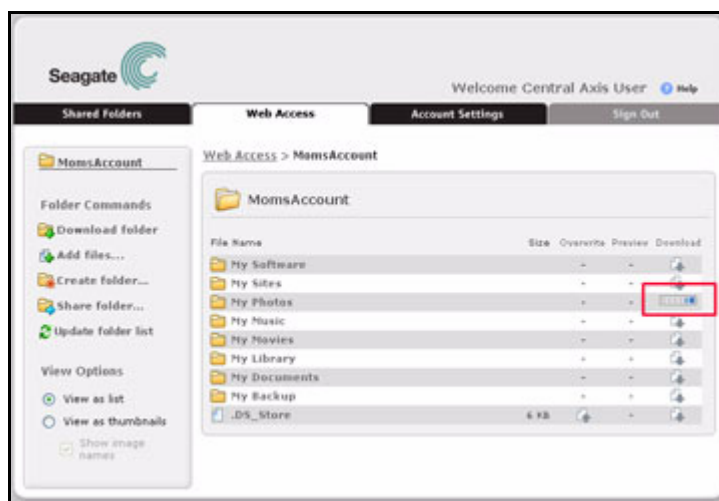 Seagate
Welcome Central Axis User Help
Shared Folders Web Access Account Settings Sign Out
MomsAccount
Folder Commands
Download folder
Add files...
Create folder...
Share folder...
Update folder list
View Options
View as list
View as thumbnails
Show image
names
Web Access > MomsAccount
MomsAccount
File Name Size Overwrite Preview Download
My Software - -
My Sites - -
My Photos - -
My Music - -
My Movies - -
My Library - -
My Documents - -
My Backup - -
.DS_Store 6 KB -